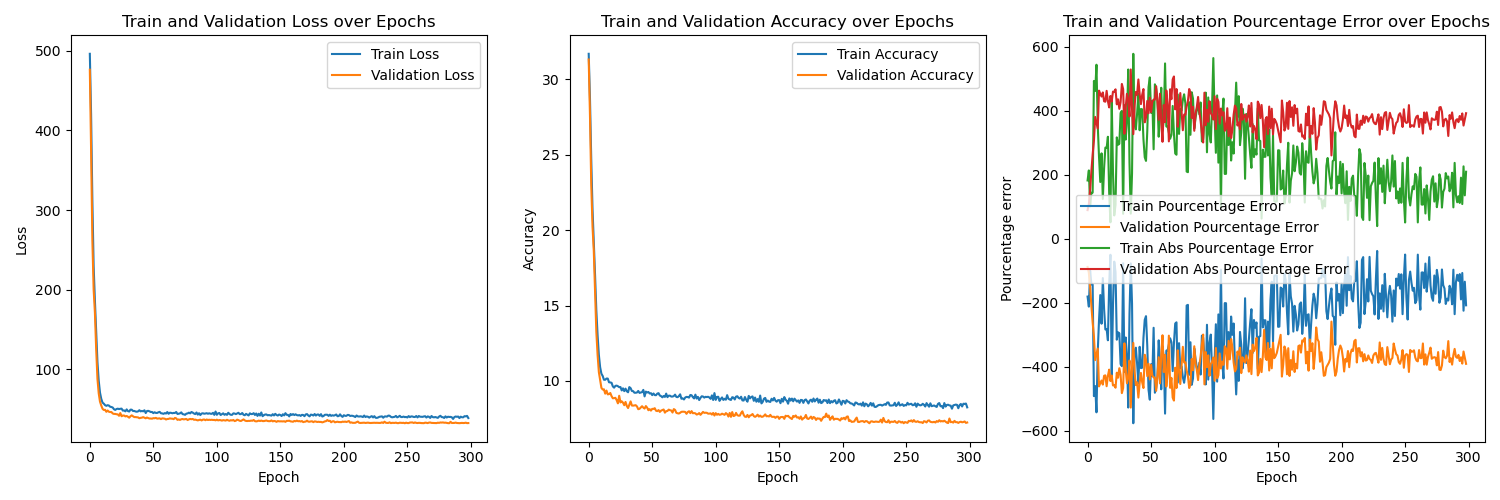 Train and Validation Loss over Epochs
Train Loss
Validation Loss
500
400
300
200
100
Loss
0
50
100
150
200
250
300
Epoch
Train and Validation Accuracy over Epochs
Train Accuracy
Validation Accuracy
30
25
20
15
10
Accuracy
0
50
100
150
200
250
300
Epoch
Train and Validation Pourcentage Error over Epochs
600
400
200
0
−200
−400
−600
Pourcentage error
Train Pourcentage Error
Validation Pourcentage Error
Train Abs Pourcentage Error
Validation Abs Pourcentage Error
0
50
100
150
200
250
300
Epoch